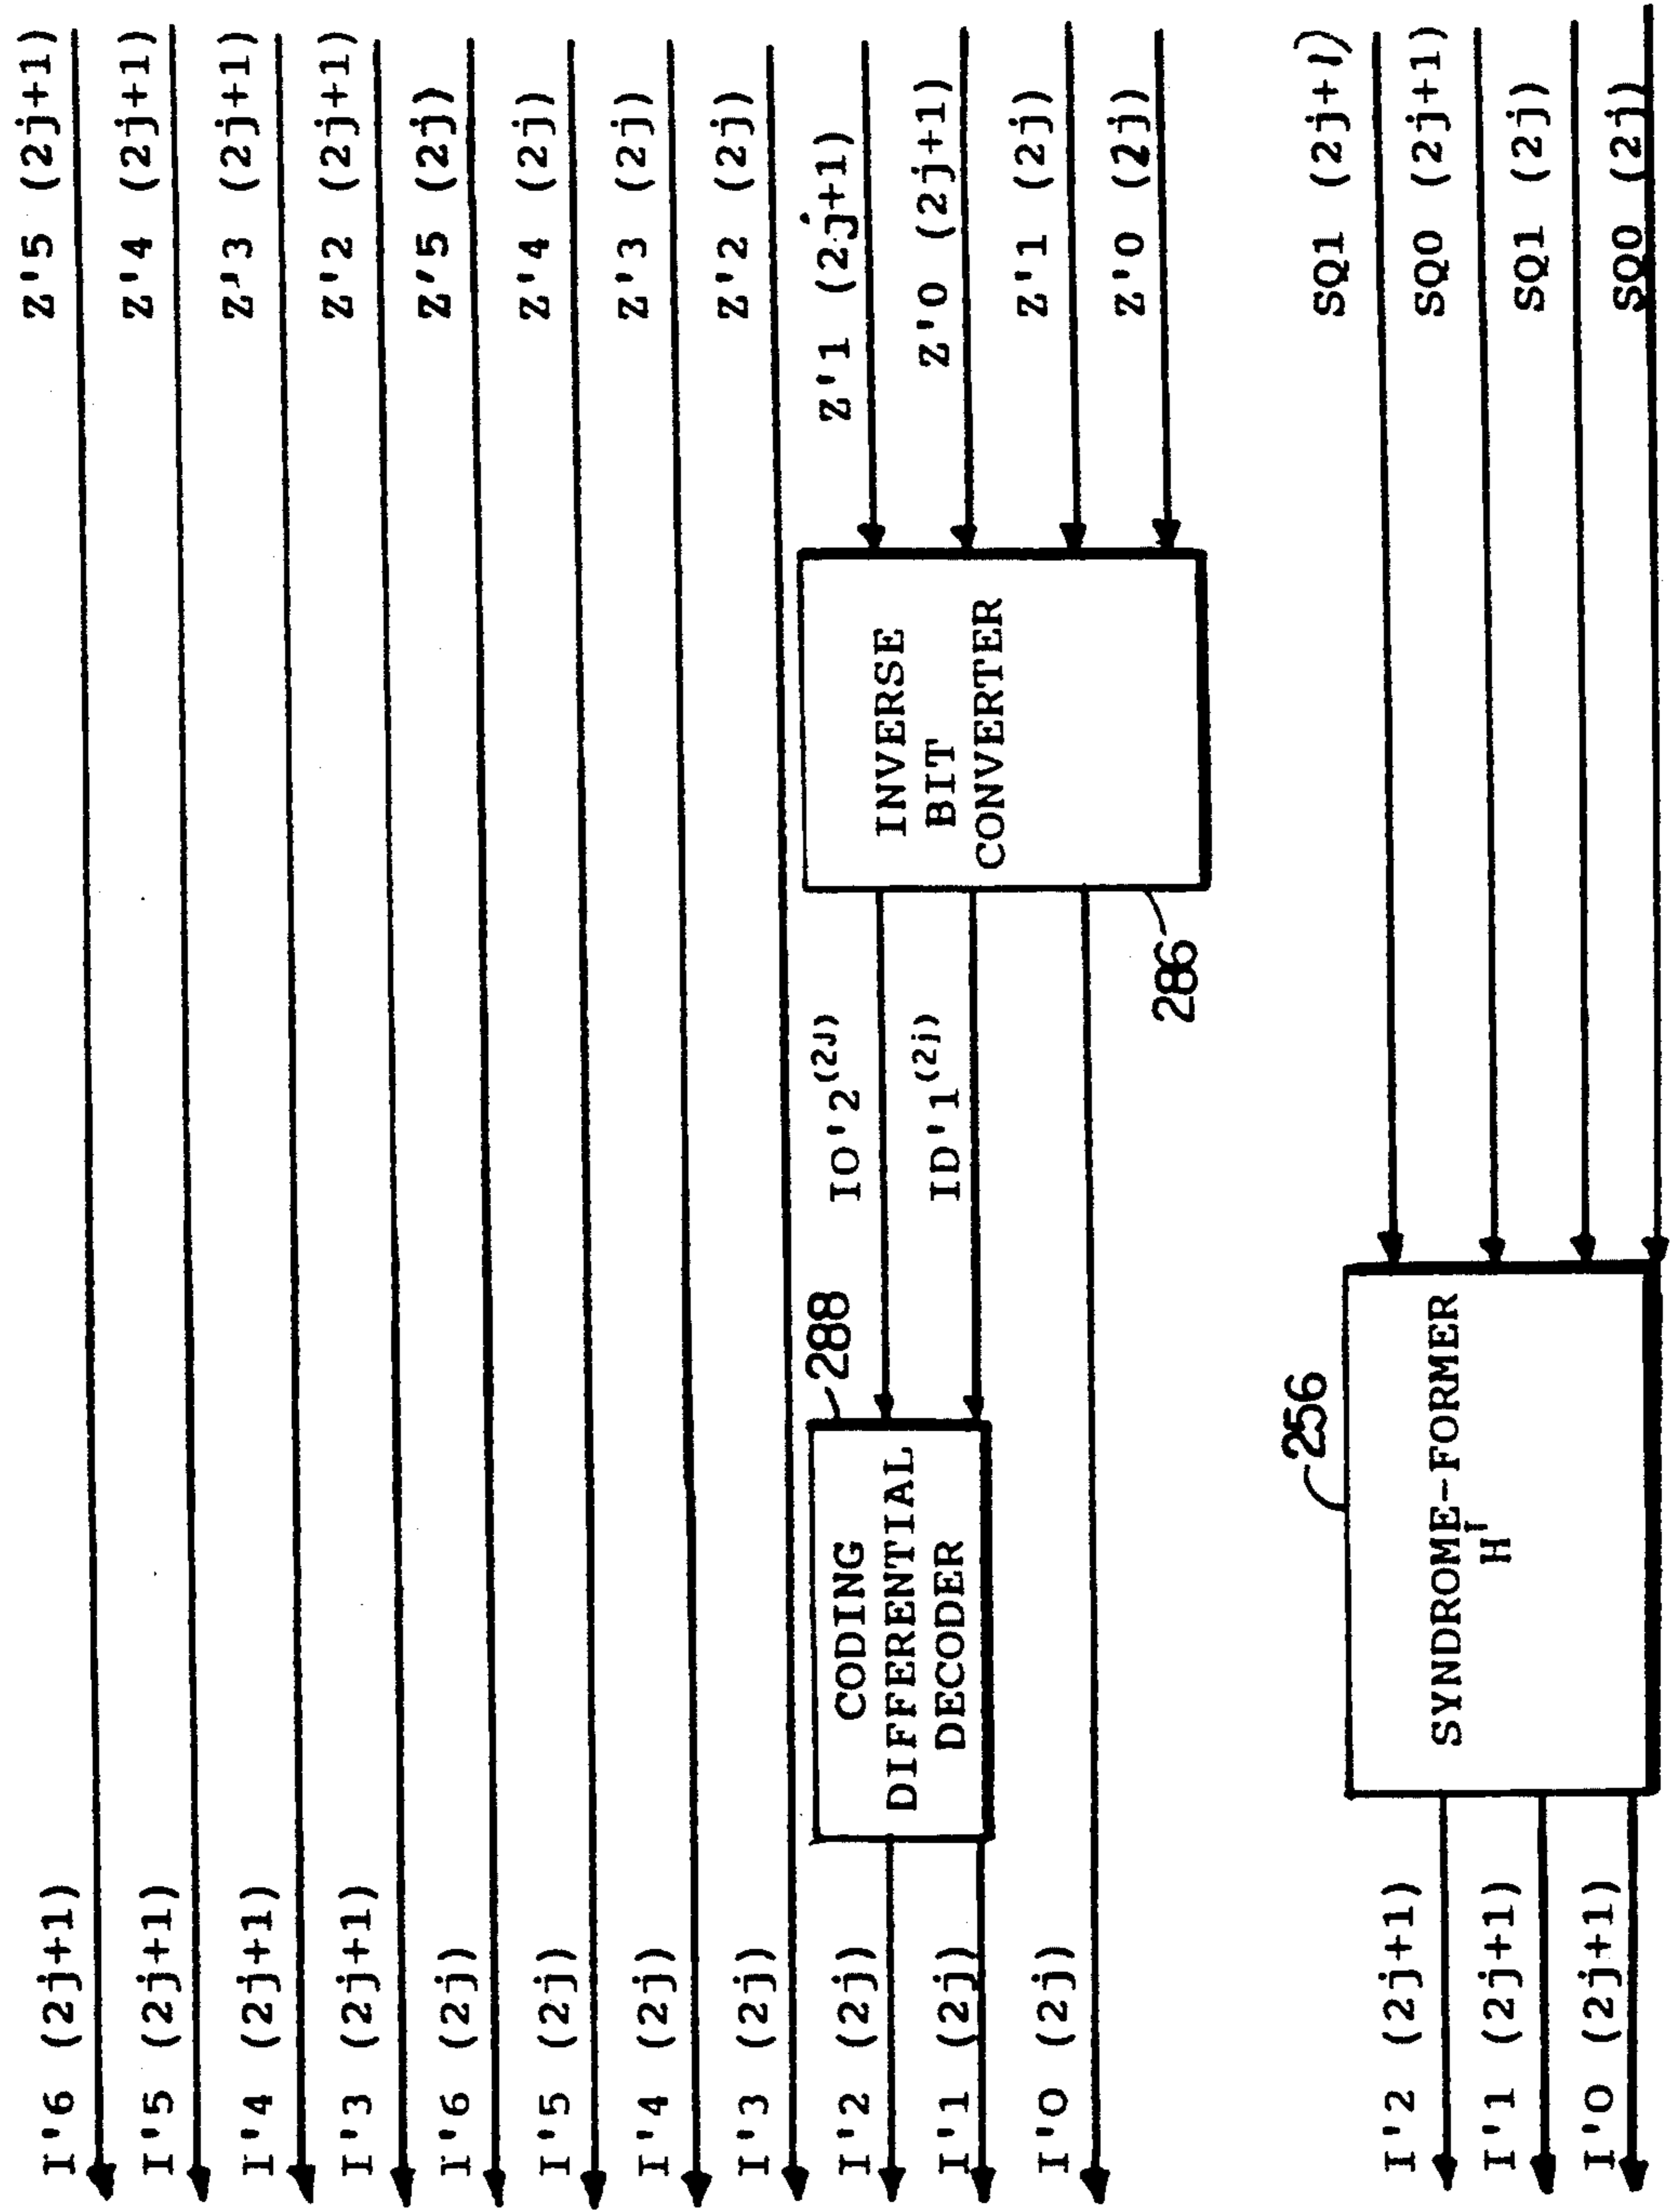 Z'5 (2j+1)
Z'4 (2j+1)
Z'3 (2j+1)
Z'2 (2j+1)
Z'5 (2j)
Z'4 (2j)
Z'3 (2j)
Z'2 (2j)
Z'1 (2j+1)
Z'0 (2j+1)
Z'1 (2j)
Z'0 (2j)
SQ1 (2j+1)
SQ0 (2j+1)
SQ1 (2j)
SQ0 (2j)
INVERSE
BIT
CONVERTER
286
IO'2(2J)
ID'1(2j)
288
CODING
DIFFERENTIAL
DECODER
256
SYNDROME-FORMER
H^T
I'6 (2j+1)
I'5 (2j+1)
I'4 (2j+1)
I'3 (2j+1)
I'6 (2j)
I'5 (2j)
I'4 (2j)
I'3 (2j)
I'2 (2j)
I'1 (2j)
I'0 (2j)
I'2 (2j+1)
I'1 (2j+1)
I'0 (2j+1)